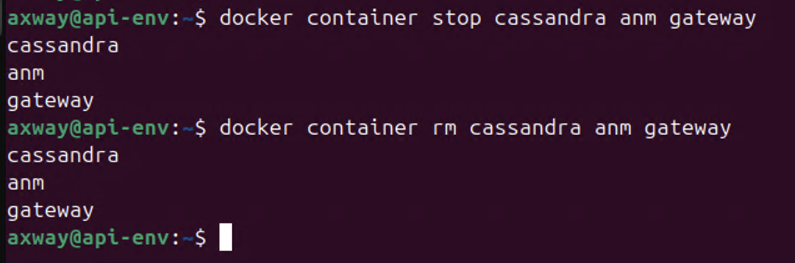 axway@api-env:~$ docker container stop cassandra anm gateway
cassandra
anm
gateway
axway@api-env:~$ docker container rm cassandra anm gateway
cassandra
anm
gateway
axway@api-env:~$